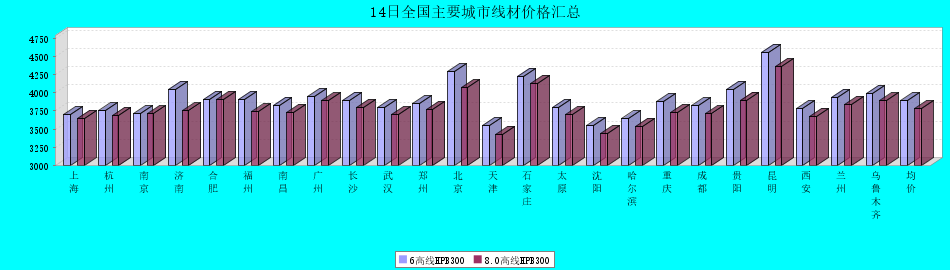 14日全国主要城市线材价格汇总
4750
4500
4250
4000
3750
3500
3250
3000
上海
杭州
南京
济南
合肥
福州
南昌
广州
长沙
武汉
郑州
北京
天津
石家庄
太原
沈阳
哈尔滨
重庆
成都
贵阳
昆明
西安
兰州
乌鲁木齐
均价
6高线HPB300
8.0高线HPB300